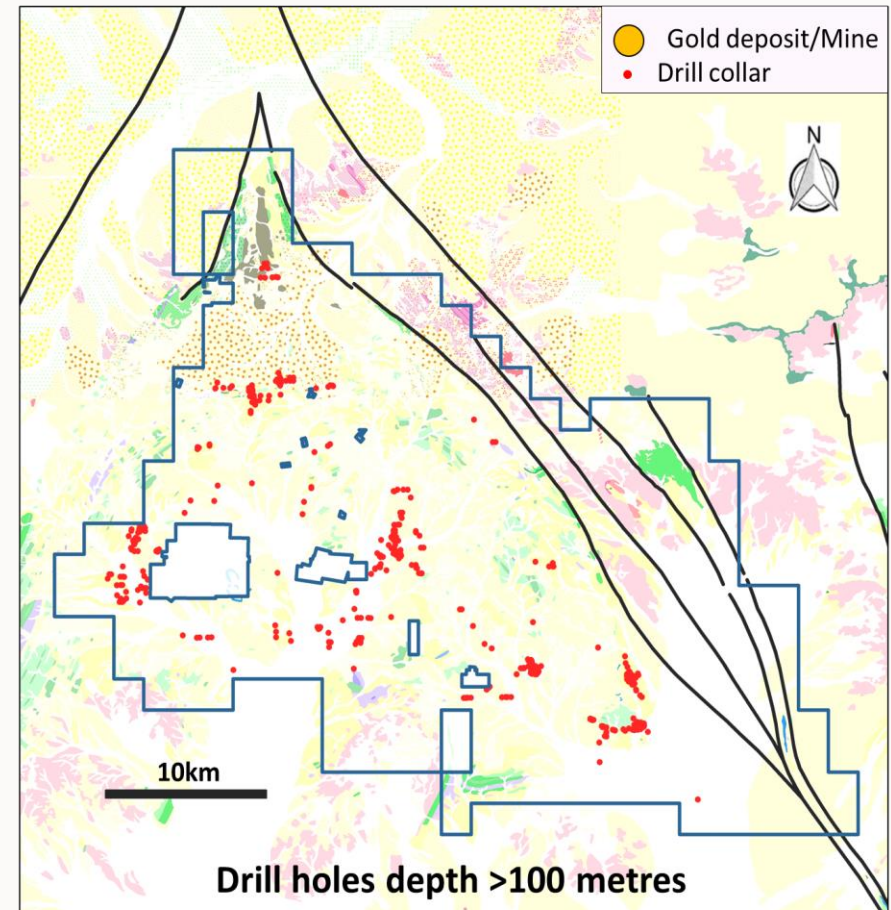 Gold deposit/Mine
Drill collar
N
10km
Drill holes depth >100 metres